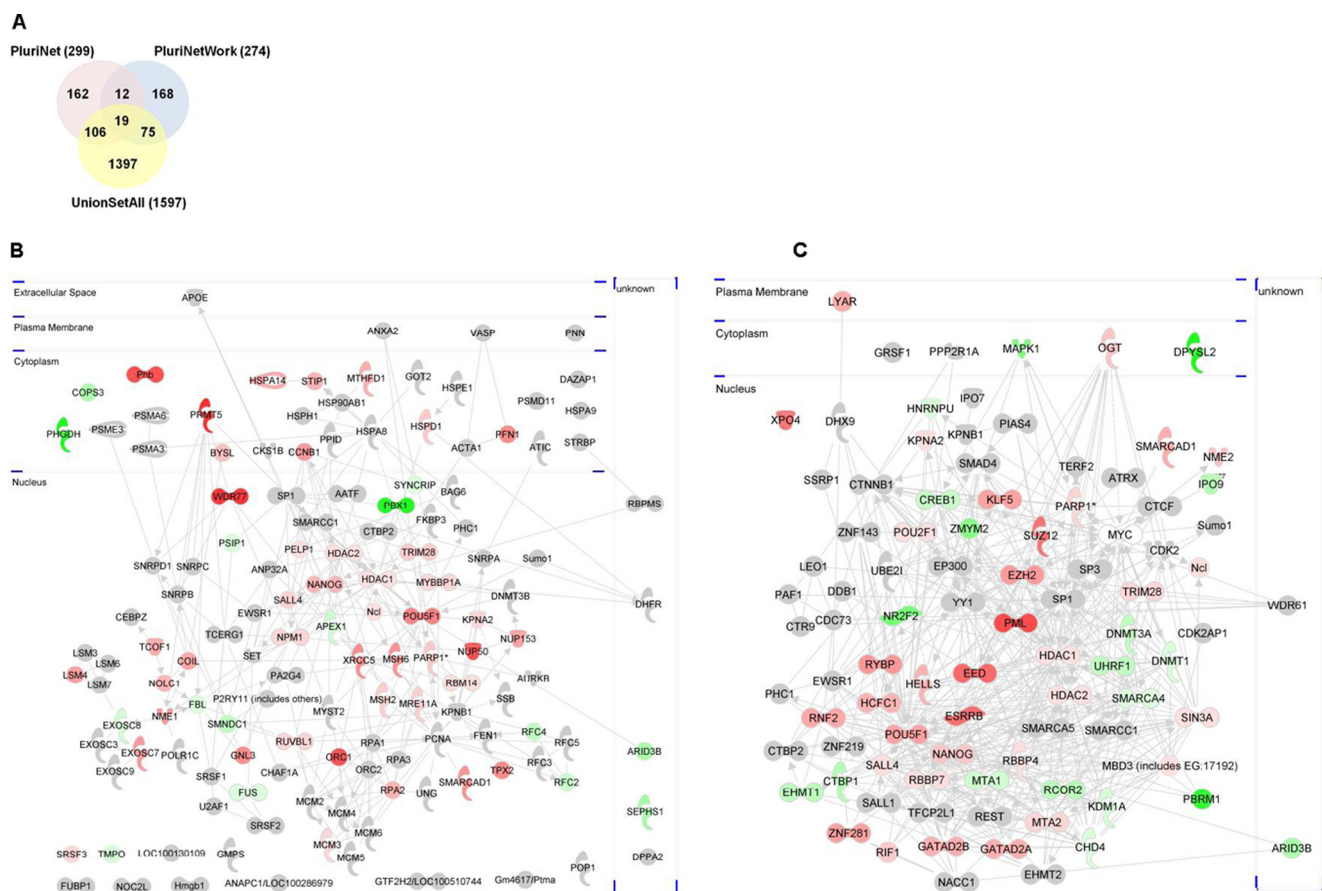 A
PluriNet (299)
PluriNetWork (274)
162
12
168
19
106
75
1397
UnionSetAll (1597)
B
Extracellular Space
unknown
APOE
Plasma Membrane
ANXA2
VASP
PNN
Cytoplasm
Phb
COPS3
HSPA14
STIP1
MTHFD1
GOT2
HSPE1
DAZAP1
HSP90AB1
PSMD11
HSPA9
PSMA6
PRMT5
PSME3
HSPH1
PHGDH
PPID
HSPA8
HSPD1
PFN1
STRBP
PSMA3
BYSL
CKS1B
CCNB1
ACTA1
ATIC
Nucleus
SYNCRIP
BAG6
WDR77
SP1
AATF
PBX1
RBPMS
FKBP3
SMARCC1
CTBP2
PHC1
PSIP1
PELP1
HDAC2
TRIM28
SNRPA
Sumo1
SNRPD1
SNRPC
ANP32A
NANOG
HDAC1
MYBBP1A
SNRPB
SALL4
DNMT3B
DHFR
EWSR1
Ncl
POU5F1
CEBPZ
APEX1
KPNA2
TCERG1
NPM1
NUP153
TCOF1
LSM3
SET
NUP50
LSM6
COIL
XRCC5
MSH6
PARP1*
LSM4
LSM7
NOLC1
PA2G4
RBM14
AURKB
P2RY11 (includes others)
MSH2
MRE11A
SSB
FBL
NME1
SMNDC1
MYST2
KPNB1
EXOSC8
PCNA
FEN1
RFC4
EXOSC3
EXOSC7
POLR1C
GNL3
RUVBL1
ORC1
RPA1
RFC5
ARID3B
EXOSC9
CHAF1A
ORC2
RPA3
RFC3
SRSF1
SMARCAD1
TPX2
RFC2
FUS
RPA2
UNG
SEPHS1
U2AF1
MCM2
MCM4
SRSF2
MCM6
MCM3
MCM5
SRSF3
TMPO
LOC100130109
GMPS
POP1
DPPA2
FUBP1
NOC2L
Hmgb1
ANAPC1/LOC100286979
GTF2H2/LOC100510744
Gm4617/Ptma
C
Plasma Membrane
unknown
LYAR
Cytoplasm
GRSF1
PPP2R1A
MAPK1
OGT
DPYSL2
Nucleus
IPO7
HNRNPU
XPO4
DHX9
PIAS4
KPNA2
KPNB1
SMARCAD1
NME2
SMAD4
TERF2
ATRX
SSRP1
CTNNB1
IPO9
CREB1
KLF5
PARP1*
CTCF
ZNF143
POU2F1
ZMYM2
SUZ12
MYC
Sumo1
CDK2
LEO1
UBE2I
EP300
SP3
Ncl
EZH2
PAF1
DDB1
TRIM28
YY1
SP1
WDR61
CTR9
CDC73
NR2F2
PML
DNMT3A
CDK2AP1
HDAC1
UHRF1
DNMT1
RYBP
EED
PHC1
EWSR1
HELLS
HDAC2
SMARCA4
HCFC1
ESRRB
SIN3A
RNF2
SMARCA5
SMARCC1
POU5F1
CTBP2
ZNF219
NANOG
SALL4
RBBP4
MBD3 (includes EG:17192)
CTBP1
RBBP7
MTA1
EHMT1
RCOR2
KDM1A
PBRM1
SALL1
TFCP2L1
REST
MTA2
ZNF281
RIF1
GATAD2B
GATAD2A
CHD4
ARID3B
NACC1
EHMT2